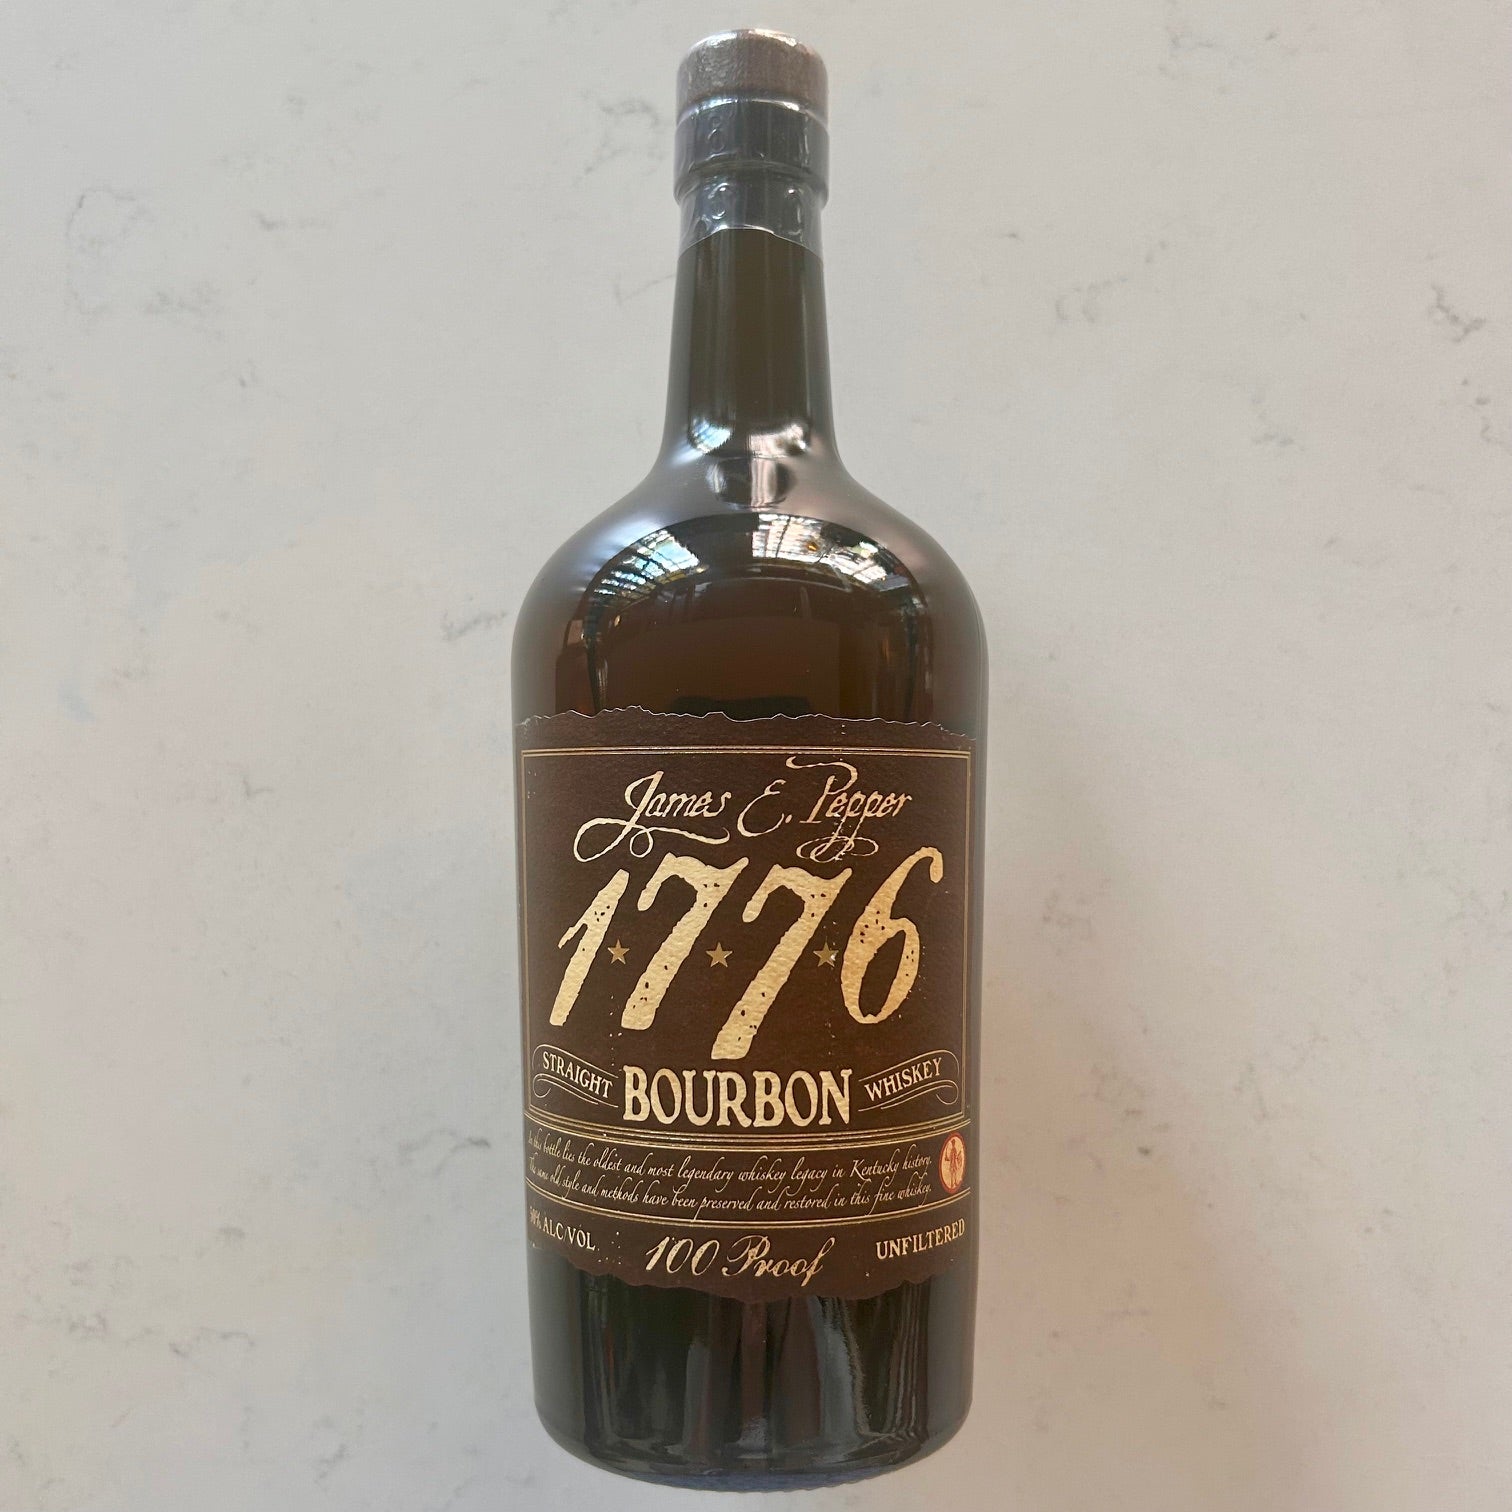 James E. Pepper
1776
STRAIGHT BOURBON WHISKEY
In this bottle lies the oldest and most legendary whiskey legacy in Kentucky history.
The same old style and methods have been preserved and restored in this fine whiskey.
ALC/VOL 100 Proof UNFILTERED